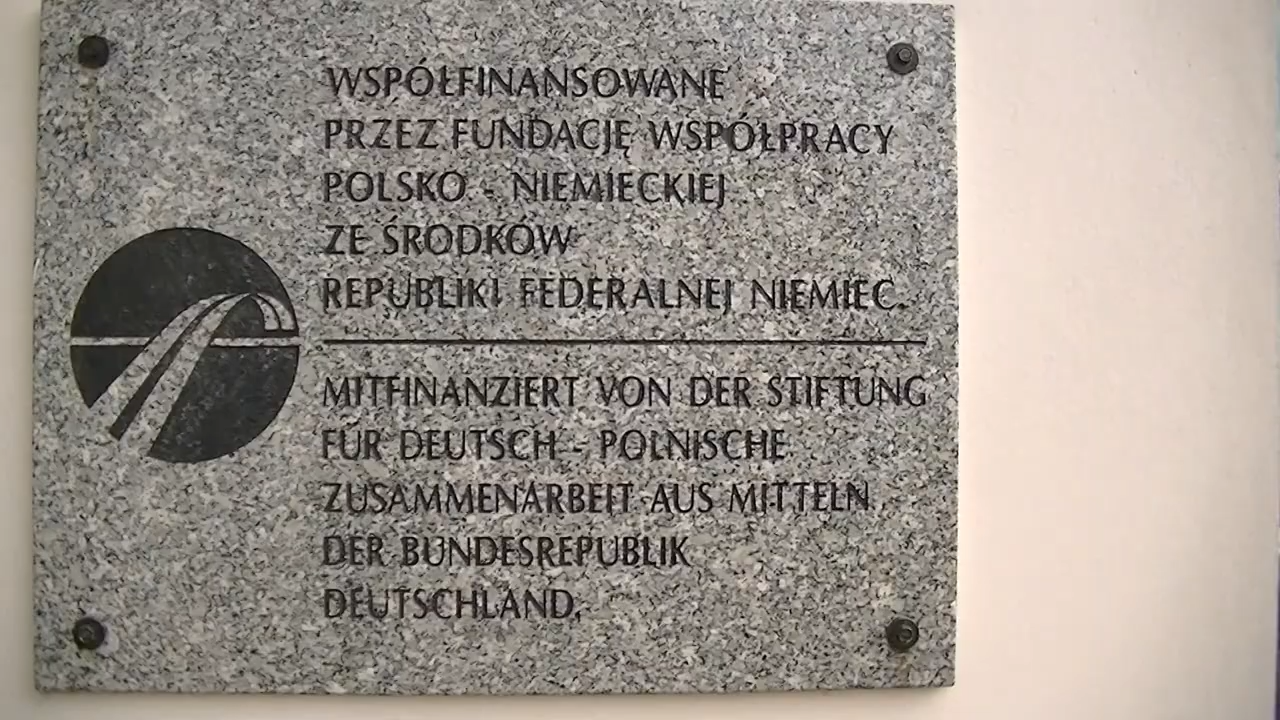 WSPÓŁFINANSOWANE
PRZEZ FUNDACJĘ WSPÓŁPRACY
POLSKO - NIEMIECKIEJ
ZE ŚRODKÓW
REPUBLIKI FEDERALNEJ NIEMIEC.
MITFINANZIERT VON DER STIFTUNG
FÜR DEUTSCH - POLNISCHE
ZUSAMMENARBEIT AUS MITTELN
DER BUNDESREPUBLIK
DEUTSCHLAND.